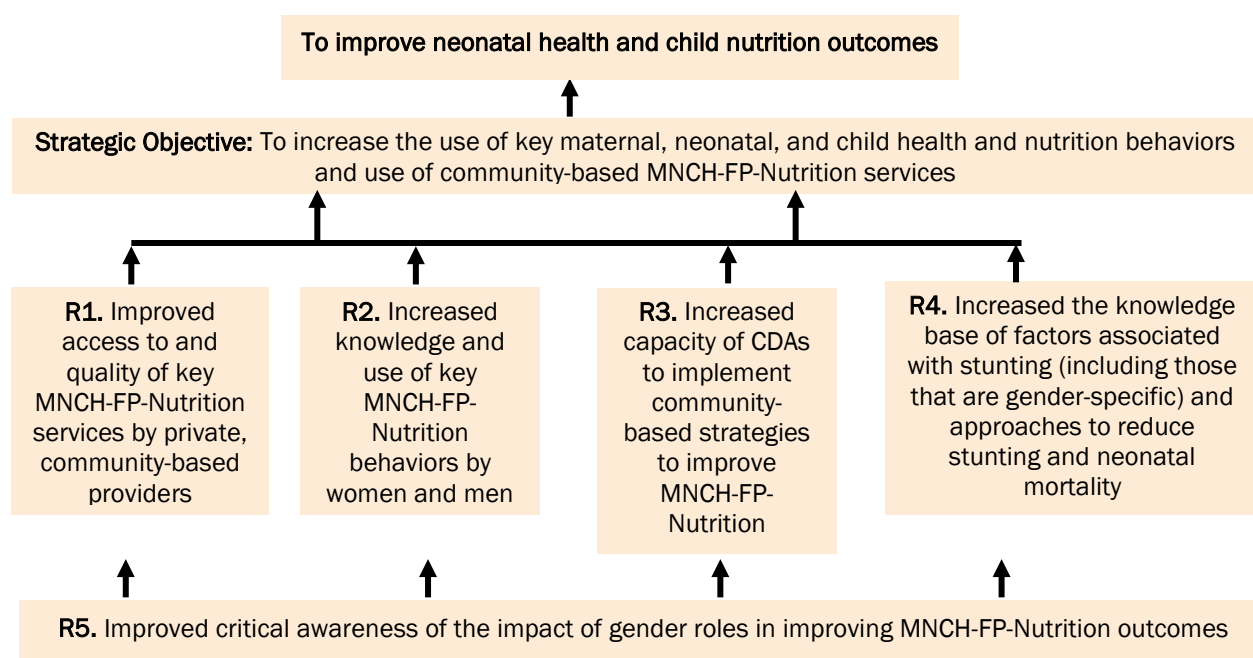 To improve neonatal health and child nutrition outcomes
Strategic Objective: To increase the use of key maternal, neonatal, and child health and nutrition behaviors
and use of community-based MNCH-FP-Nutrition services
R1. Improved
access to and
quality of key
MNCH-FP-Nutrition
services by private,
community-based
providers
R2. Increased
knowledge and
use of key
MNCH-FP-
Nutrition
behaviors by
women and men
R3. Increased
capacity of CDAs
to implement
community-
based strategies
to improve
MNCH-FP-
Nutrition
R4. Increased the knowledge
base of factors associated
with stunting (including those
that are gender-specific) and
approaches to reduce
stunting and neonatal
mortality
R5. Improved critical awareness of the impact of gender roles in improving MNCH-FP-Nutrition outcomes